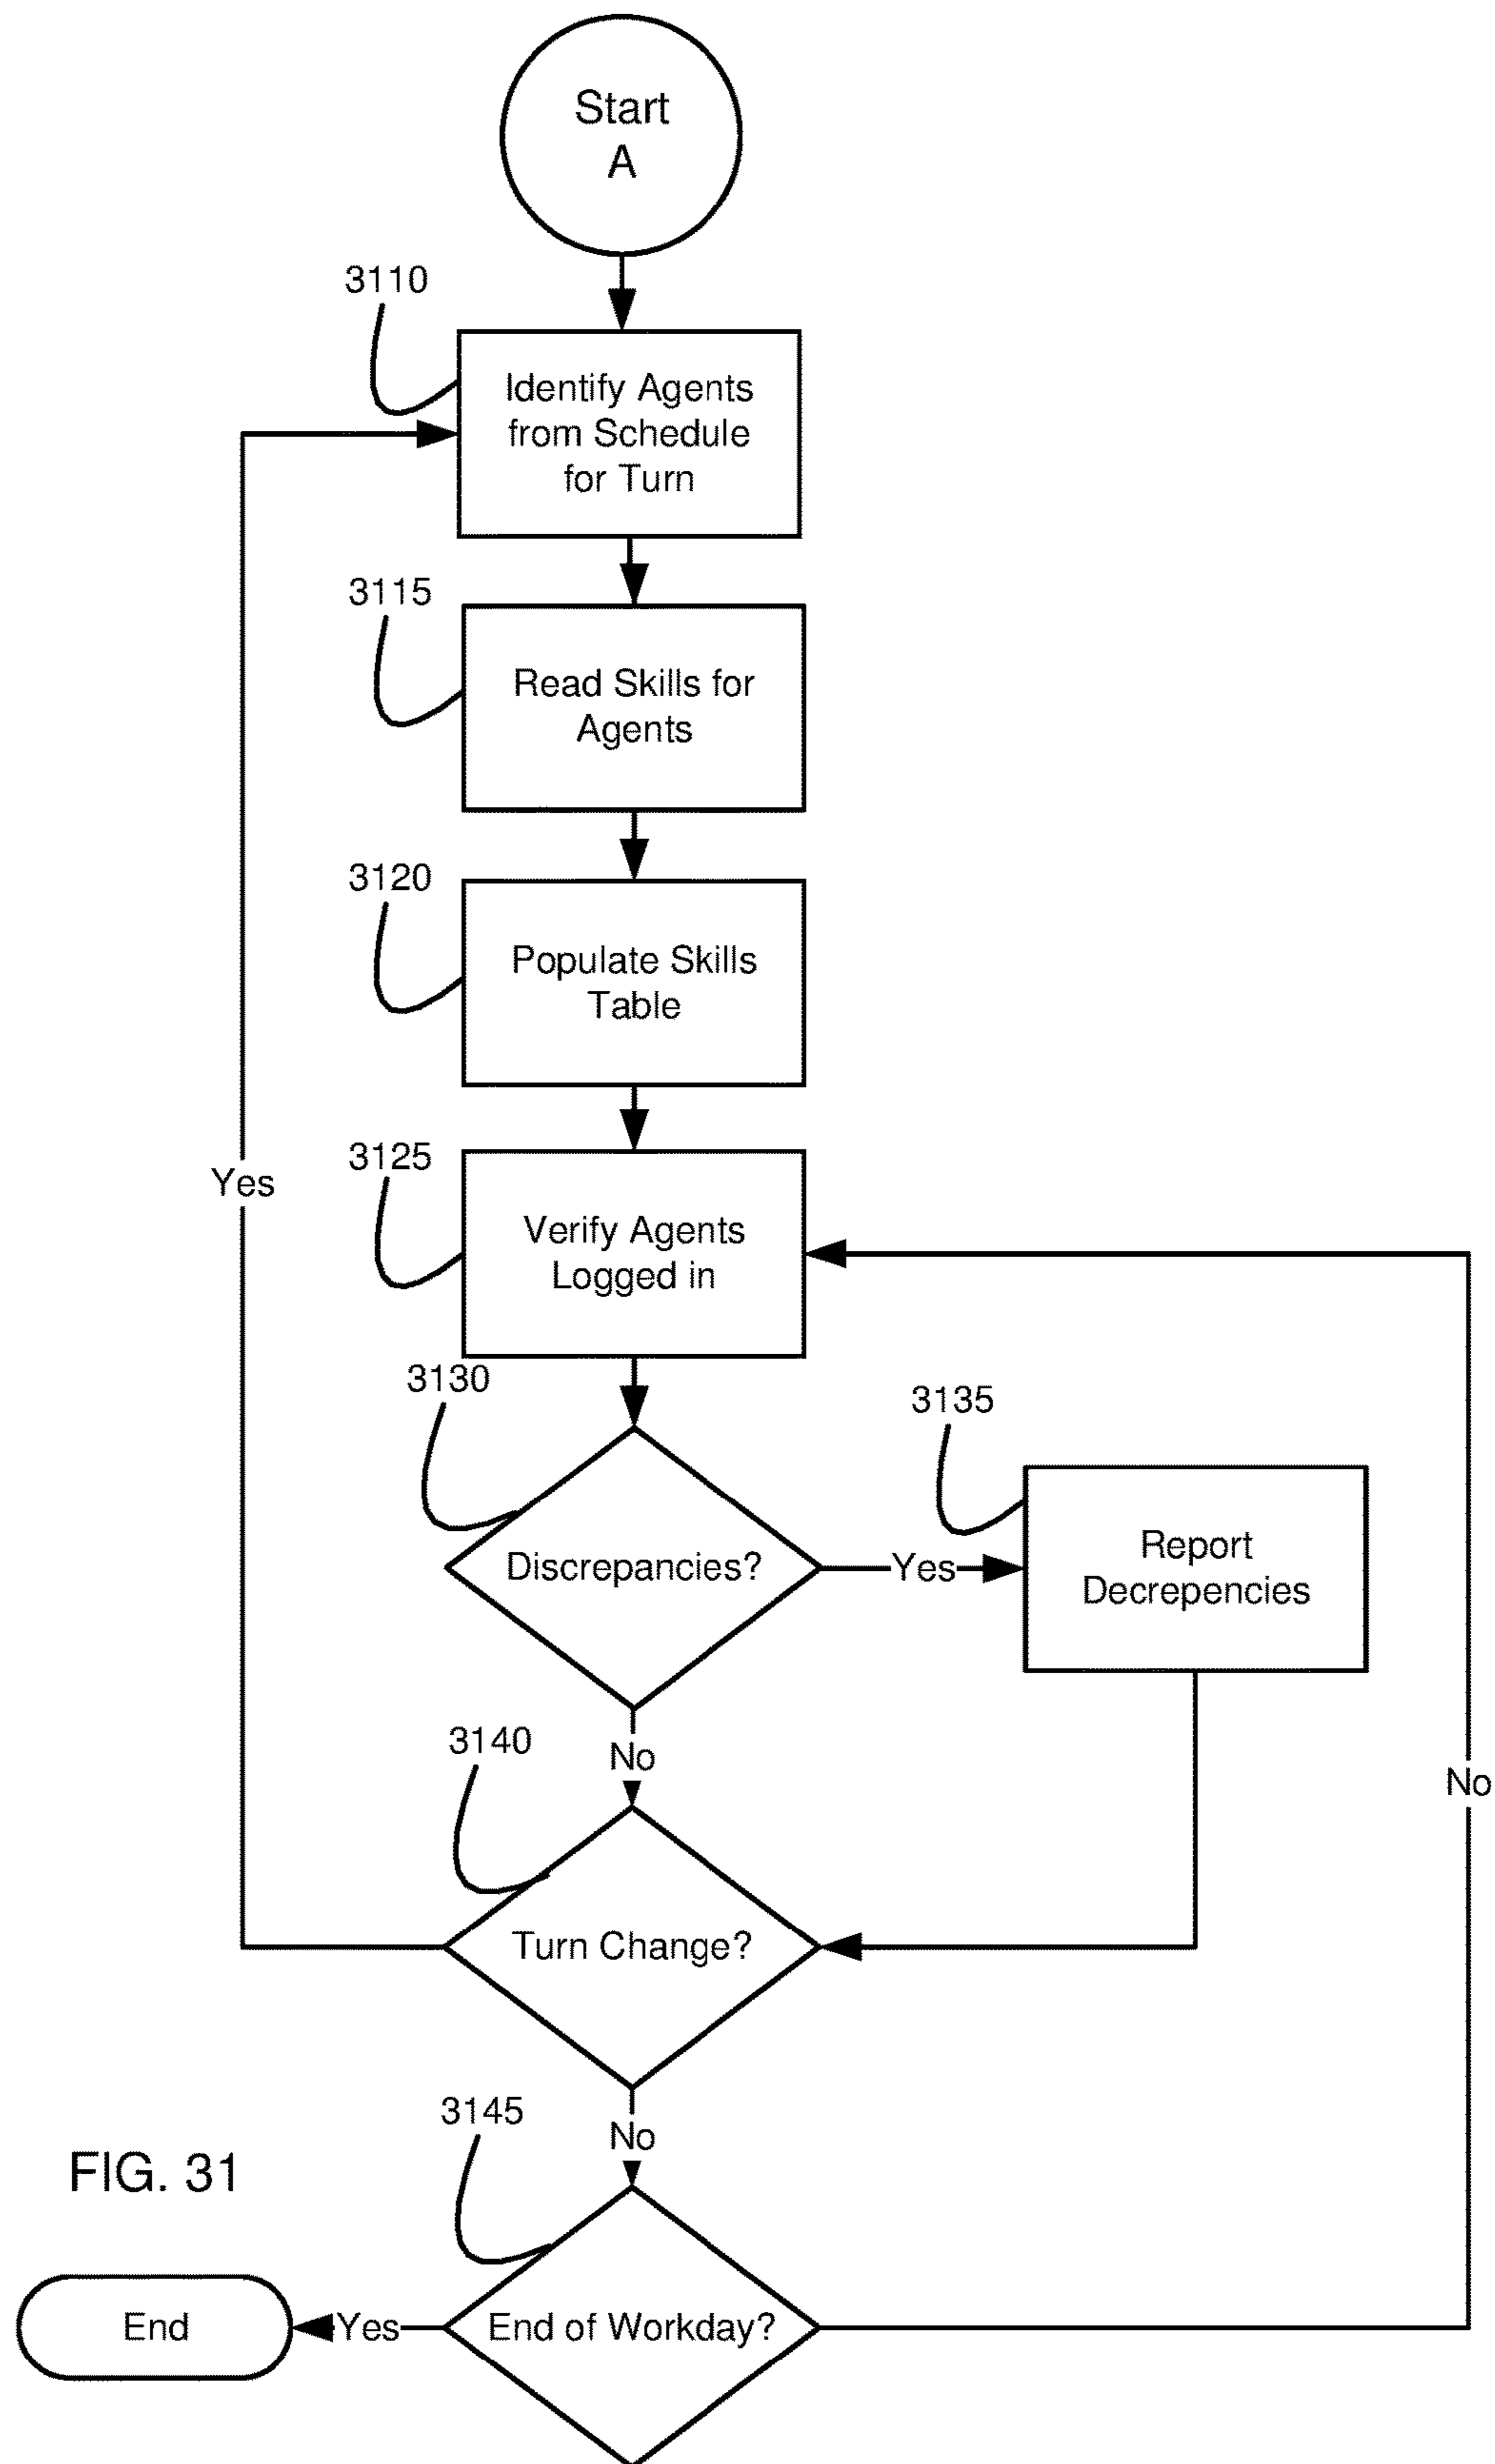 Start
A
3110
Identify Agents
from Schedule
for Turn
3115
Read Skills for
Agents
3120
Populate Skills
Table
Yes
3125
Verify Agents
Logged in
3130
3135
Discrepancies?
Yes
Report
Decrepencies
No
3140
No
Turn Change?
No
3145
FIG. 31
End
Yes
End of Workday?